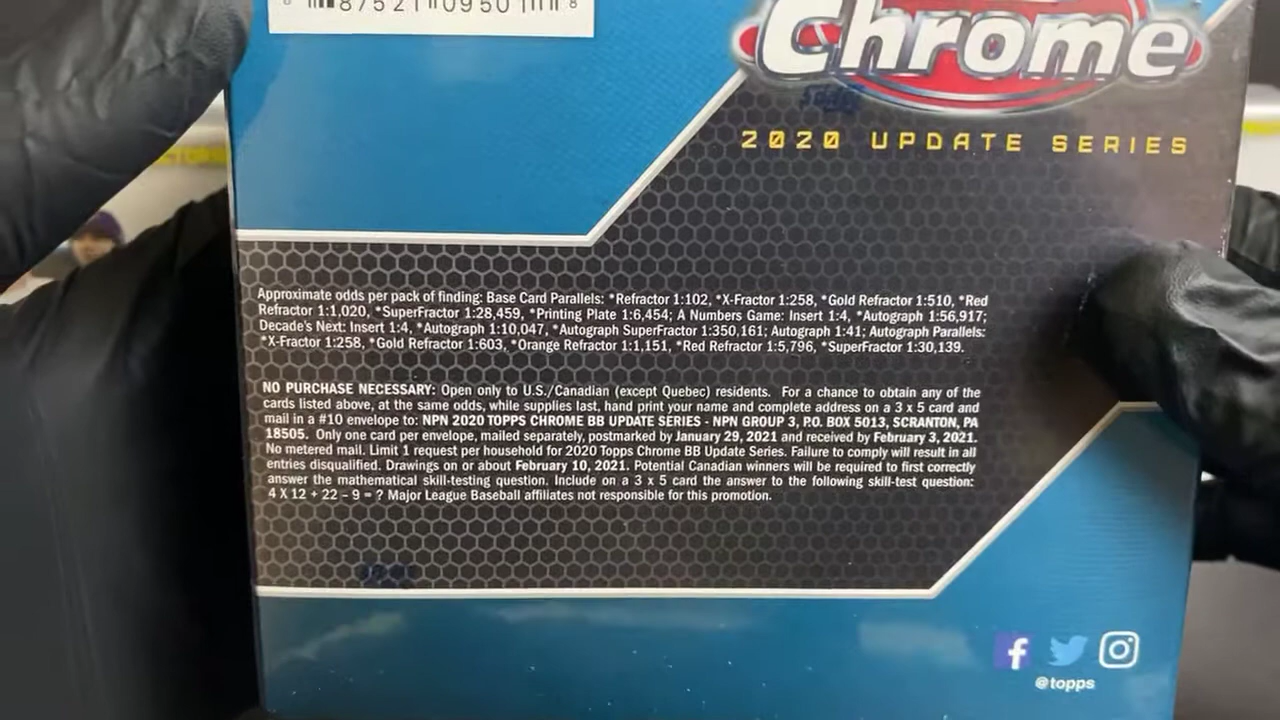 Chrome
2020 UPDATE SERIES
Approximate odds per pack of finding: Base Card Parallels: *Refractor 1:102, *X-Fractor 1:258, *Gold Refractor 1:510, *Red
Refractor 1:1,020, *SuperFractor 1:28,459, *Printing Plate 1:6,454; A Numbers Game: Insert 1:4, *Autograph 1:56,917;
Decade's Next: Insert 1:4, *Autograph 1:10,047, *Autograph SuperFractor 1:350,161; Autograph 1:41; Autograph Parallels:
*X-Fractor 1:258, *Gold Refractor 1:603, *Orange Refractor 1:1,151, *Red Refractor 1:5,796, *SuperFractor 1:30,139.
NO PURCHASE NECESSARY: Open only to U.S./Canadian (except Quebec) residents. For a chance to obtain any of the
cards listed above, at the same odds, while supplies last, hand print your name and complete address on a 3 x 5 card and
mail in a #10 envelope to: NPN 2020 TOPPS CHROME BB UPDATE SERIES - NPN GROUP 3, P.O. BOX 5013, SCRANTON, PA
18505. Only one card per envelope, mailed separately, postmarked by January 29, 2021 and received by February 3, 2021.
No metered mail. Limit 1 request per household for 2020 Topps Chrome BB Update Series. Failure to comply will result in all
entries disqualified. Drawings on or about February 10, 2021. Potential Canadian winners will be required to first correctly
answer the mathematical skill-testing question. Include on a 3 x 5 card the answer to the following skill-test question:
4 X 12 + 22 – 9 = ? Major League Baseball affiliates not responsible for this promotion.
@topps